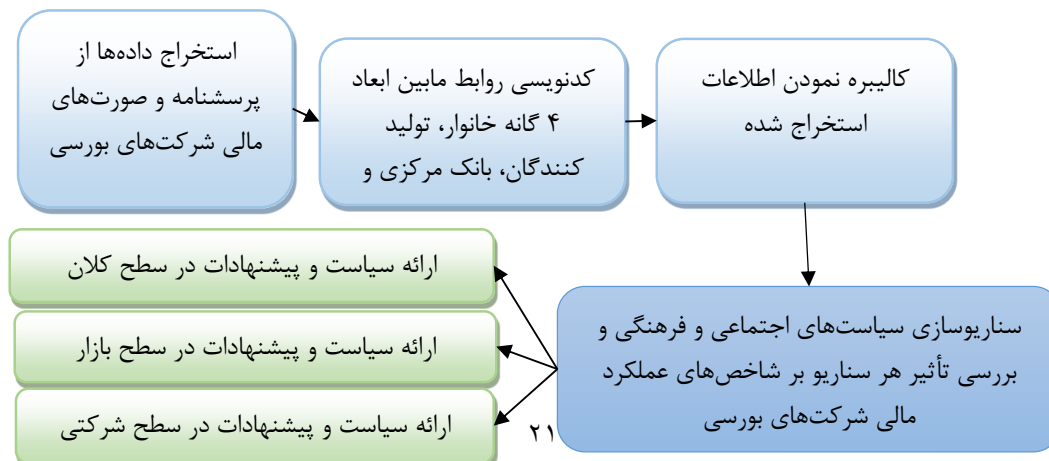 استخراج داده‌ها از
پرسشنامه و صورت‌های
مالی شرکت‌های بورسی
کدنویسی روابط مابین ابعاد
۴ گانه خانوار، تولید
کنندگان، بانک مرکزی و
کالیبره نمودن اطلاعات
استخراج شده
سناریوسازی سیاست‌های اجتماعی و فرهنگی و
بررسی تأثیر هر سناریو بر شاخص‌های عملکرد
مالی شرکت‌های بورسی
ارائه سیاست و پیشنهادات در سطح کلان
ارائه سیاست و پیشنهادات در سطح بازار
ارائه سیاست و پیشنهادات در سطح شرکتی
۲۱